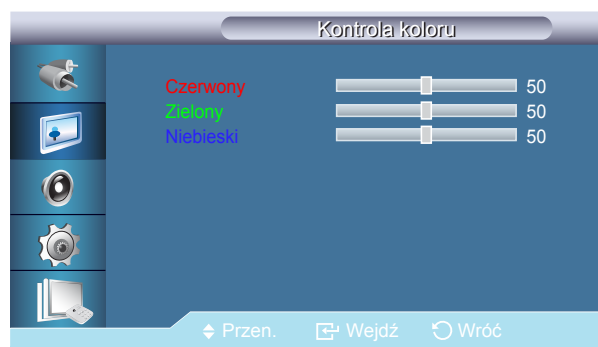 Kontrola koloru
Czerwony 50
Zielony 50
Niebieski 50
Przen. Wejdź Wróć